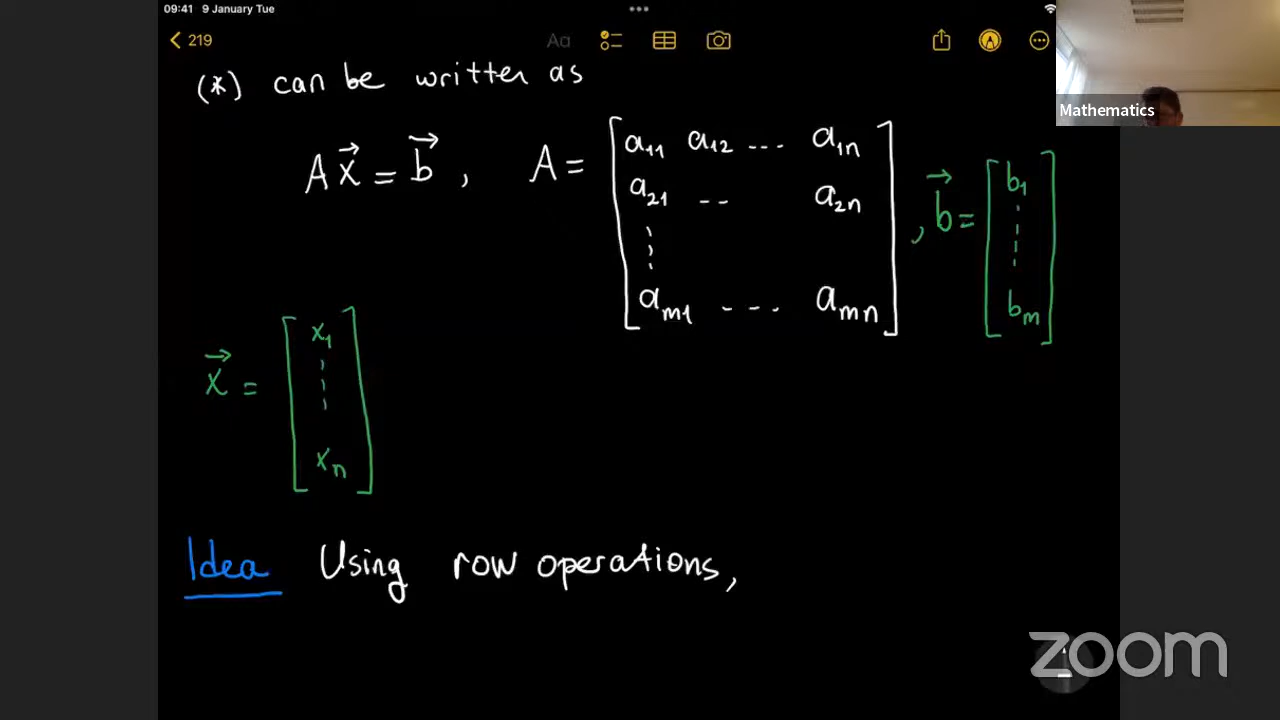 09:41 9 January Tue
219
Aa
Mathematics
(*) can be written as
A x⃗ = b⃗ , A = [ a11 a12 ... a1n
a21 .. a2n
⋮
am1 ... amn ]
, b⃗ = [ b1
⋮
bm ]
x⃗ = [ x1
⋮
xn ]
Idea Using row operations,
zoom